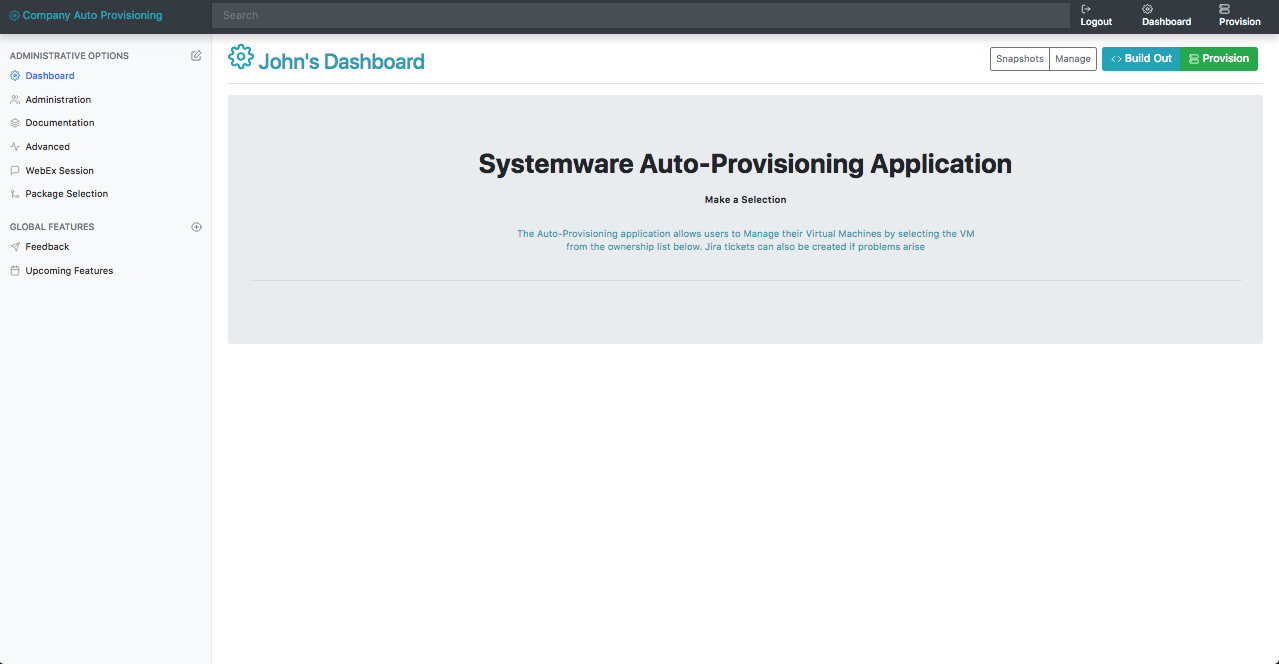 Company Auto Provisioning
Search
Logout
Dashboard
Provision
ADMINISTRATIVE OPTIONS
Dashboard
Administration
Documentation
Advanced
WebEx Session
Package Selection
GLOBAL FEATURES
Feedback
Upcoming Features
John's Dashboard
Snapshots
Manage
Build Out
Provision
Systemware Auto-Provisioning Application
Make a Selection
The Auto-Provisioning application allows users to Manage their Virtual Machines by selecting the VM
from the ownership list below. Jira tickets can also be created if problems arise